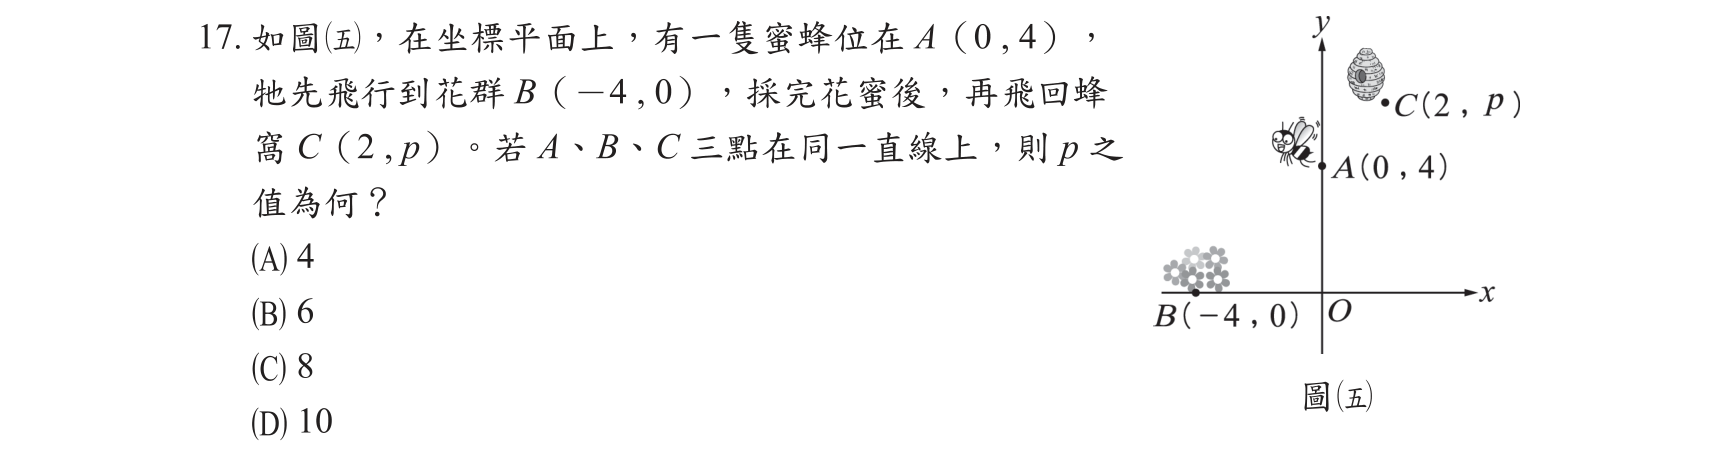 17. 如圖(五)，在坐標平面上，有一隻蜜蜂位在 A（0 , 4），
牠先飛行到花群 B（－4 , 0），採完花蜜後，再飛回蜂
窩 C（2 , p）。若 A、B、C 三點在同一直線上，則 p 之
值為何？
(A) 4
(B) 6
(C) 8
(D) 10
y
C(2 , p)
A(0 , 4)
x
B(−4 , 0)
O
圖(五)